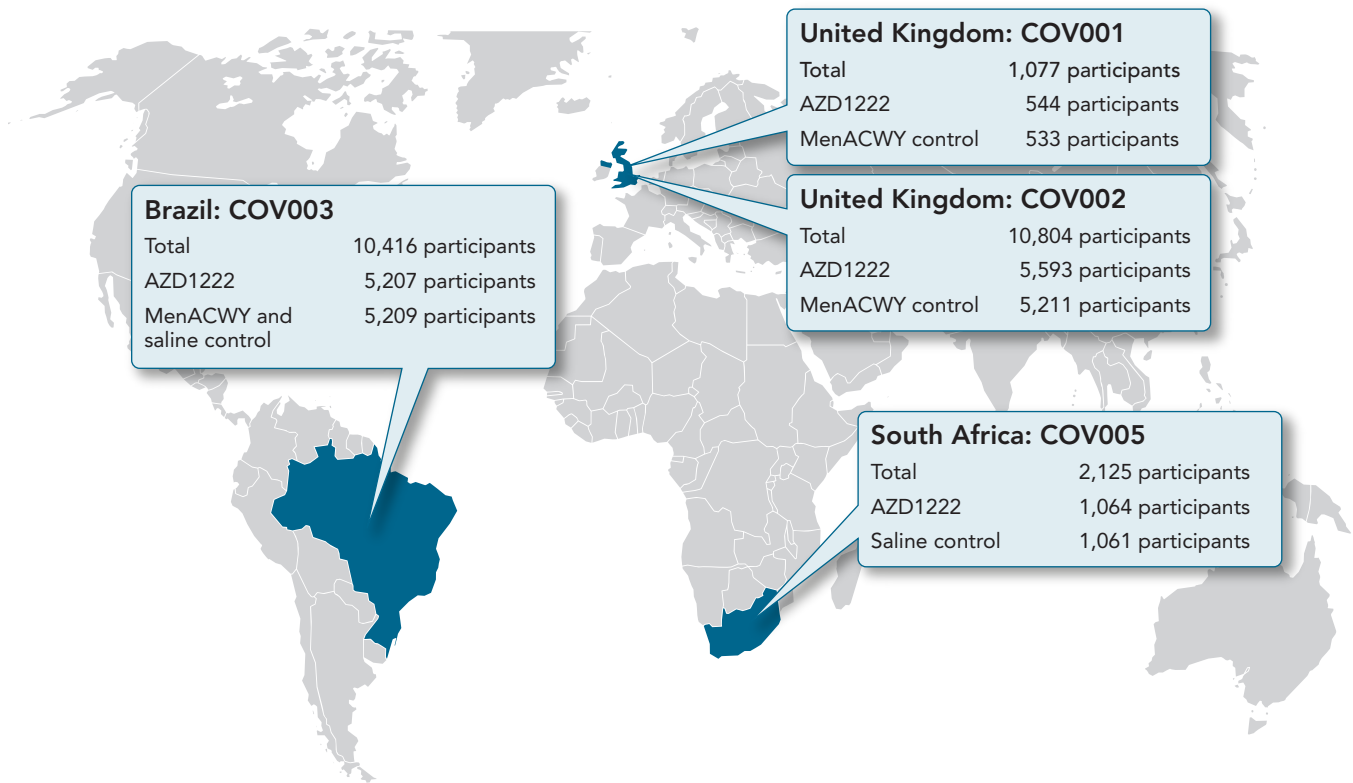 United Kingdom: COV001
Total 1,077 participants
AZD1222 544 participants
MenACWY control 533 participants
United Kingdom: COV002
Total 10,804 participants
AZD1222 5,593 participants
MenACWY control 5,211 participants
Brazil: COV003
Total 10,416 participants
AZD1222 5,207 participants
MenACWY and 5,209 participants
saline control
South Africa: COV005
Total 2,125 participants
AZD1222 1,064 participants
Saline control 1,061 participants